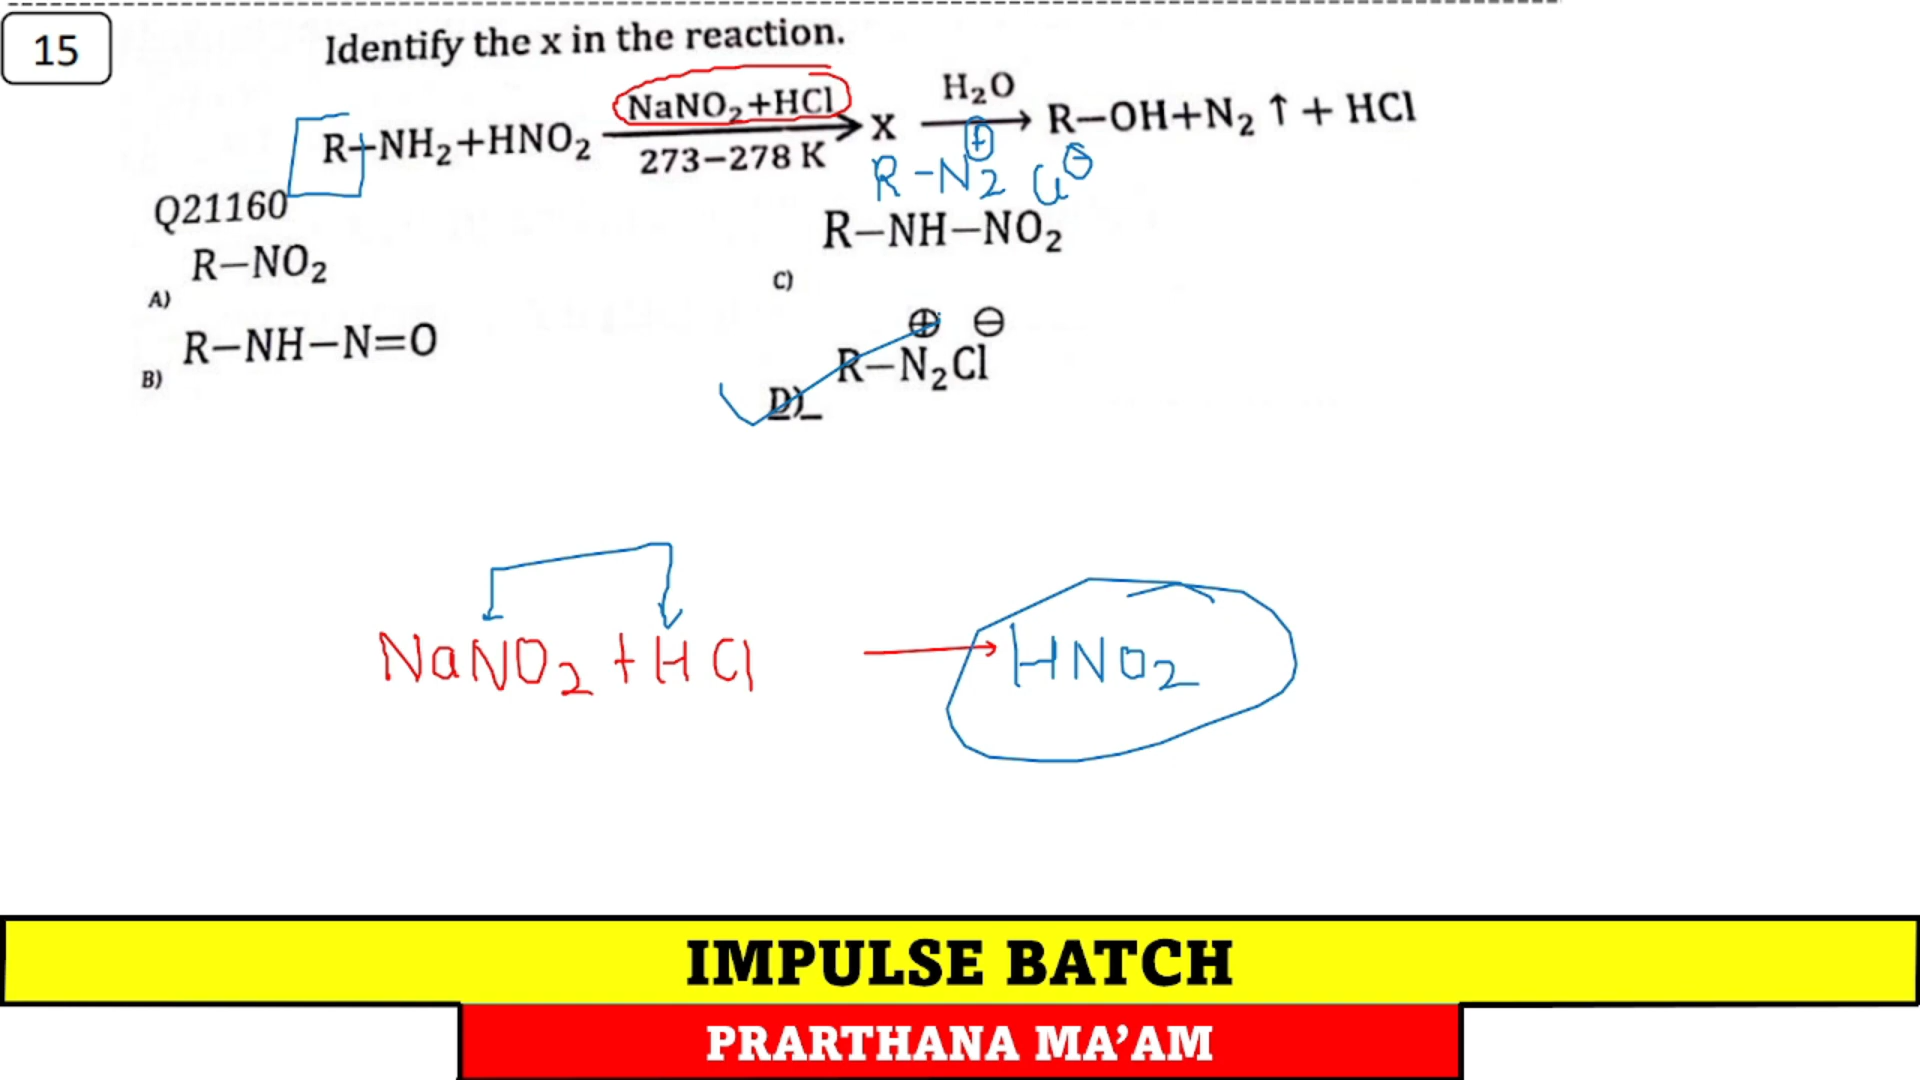 15
Identify the x in the reaction.
R−NH₂+HNO₂ NaNO₂+HCl 273−278 K x H₂O R−OH+N₂ ↑ + HCl
R-N₂⊕ Cl⊖
Q21160
A) R−NO₂
B) R−NH−N=O
C) R−NH−NO₂
D) R−N₂⊕Cl⊖
NaNO₂ + HCl → HNO₂
IMPULSE BATCH
PRARTHANA MA'AM